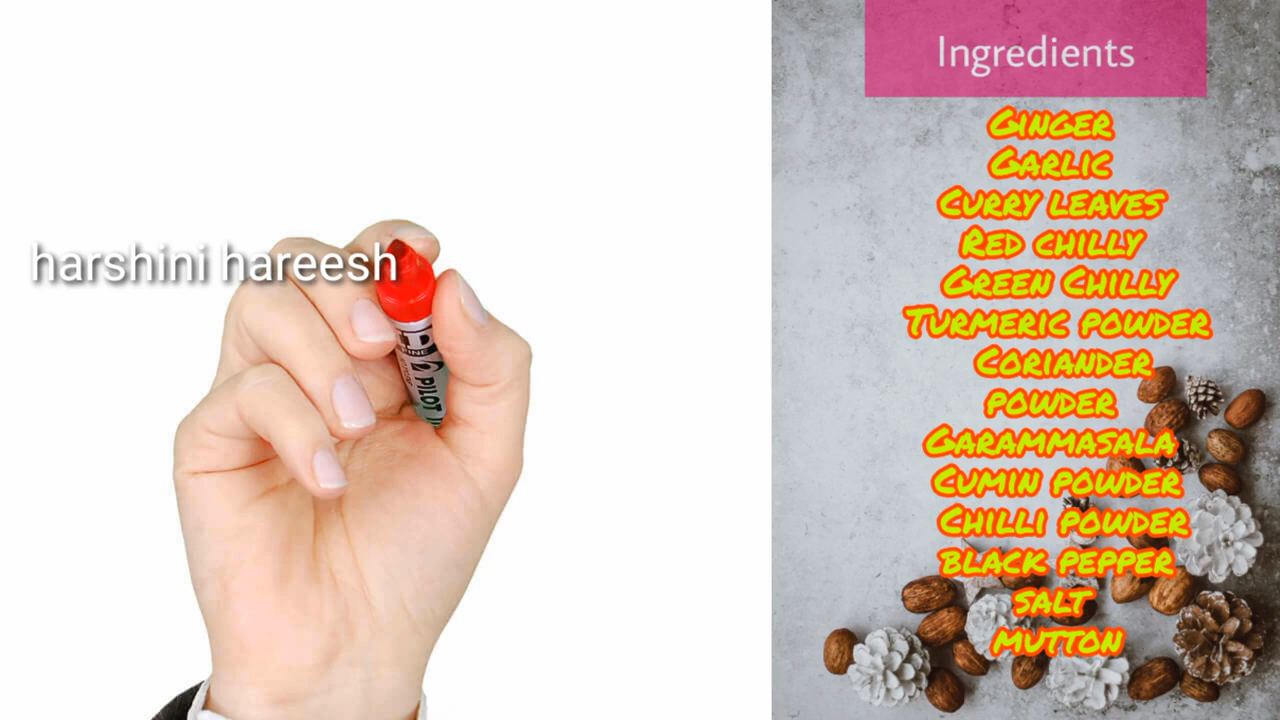 harshini hareesh
PILOT
Ingredients
GINGER
GARLIC
CURRY LEAVES
RED CHILLY
GREEN CHILLY
TURMERIC POWDER
CORIANDER
POWDER
GARAMMASALA
CUMIN POWDER
CHILLI POWDER
BLACK PEPPER
SALT
MUTTON